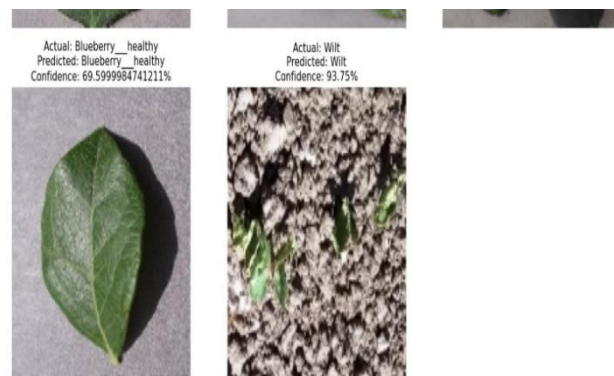 Actual: Blueberry___healthy
Predicted: Blueberry___healthy
Confidence: 69.5999984741211%
Actual: Wilt
Predicted: Wilt
Confidence: 93.75%